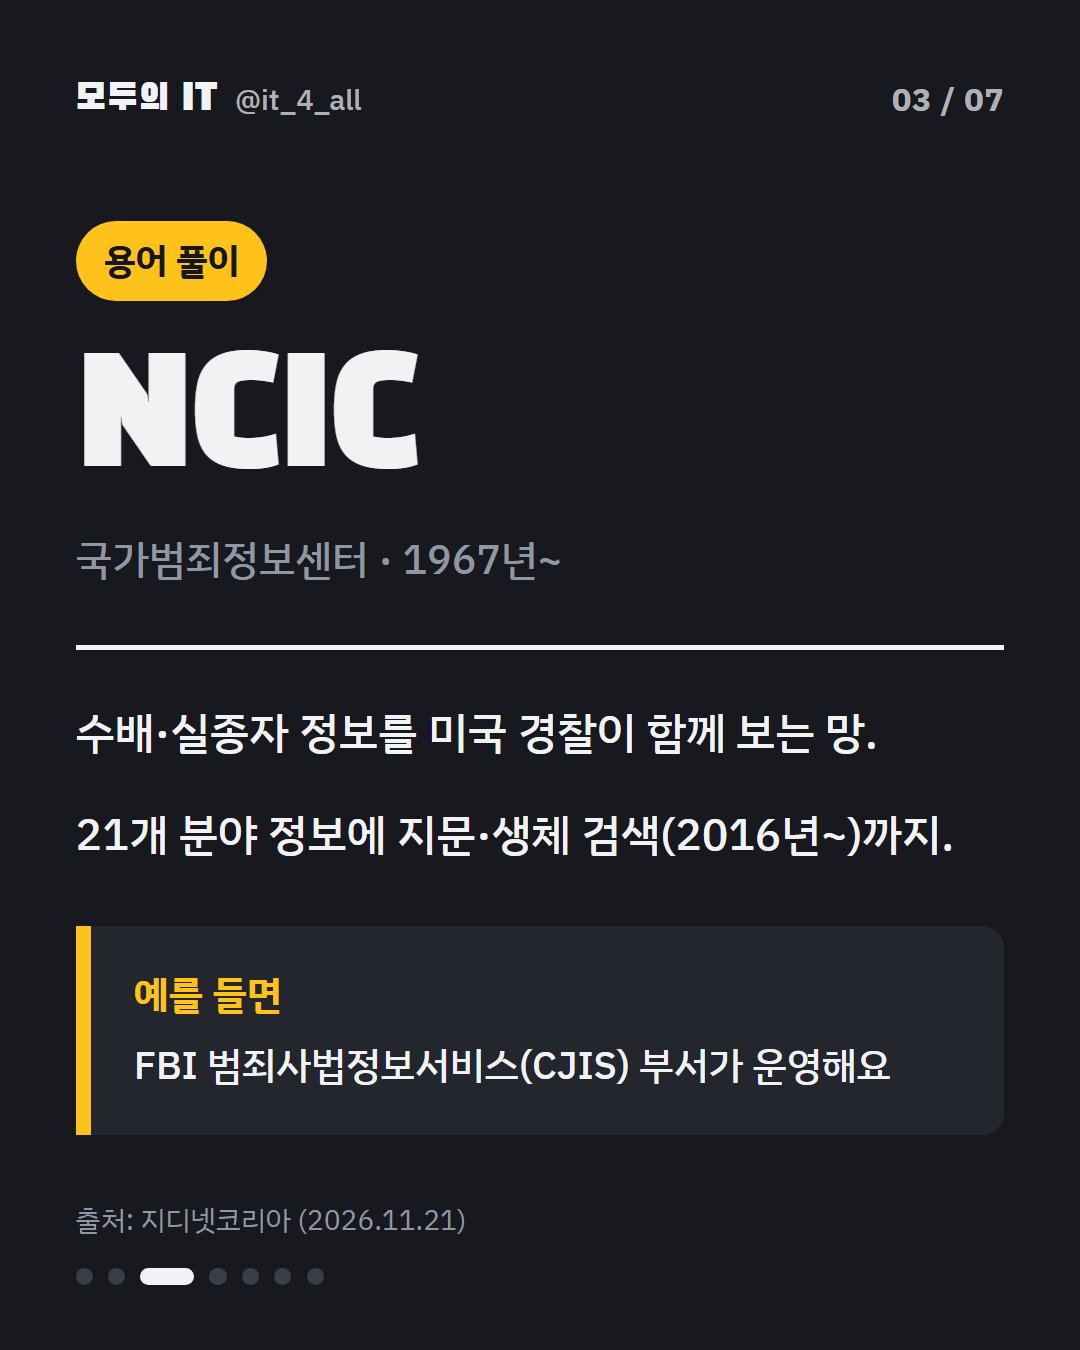 모두의 IT @it_4_all
03 / 07
용어 풀이
NCIC
국가범죄정보센터 · 1967년~
수배·실종자 정보를 미국 경찰이 함께 보는 망.
21개 분야 정보에 지문·생체 검색(2016년~)까지.
예를 들면
FBI 범죄사법정보서비스(CJIS) 부서가 운영해요
출처: 지디넷코리아 (2026.11.21)